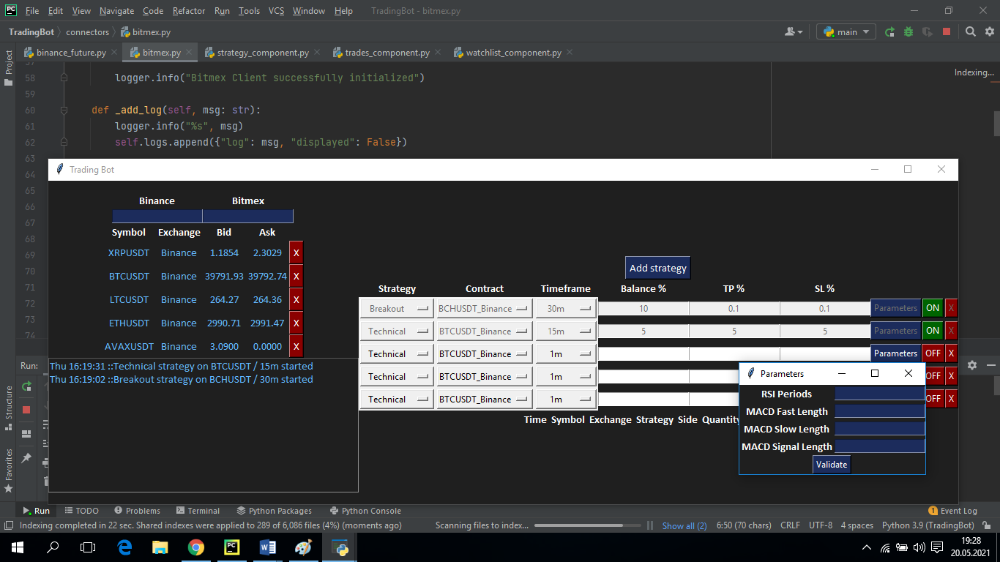 File Edit View Navigate Code Refactor Run Tools VCS Window Help TradingBot - bitmex.py
TradingBot connectors bitmex.py main
binance_future.py bitmex.py strategy_component.py trades_component.py watchlist_component.py
Project
Indexing...
57
58 logger.info("Bitmex Client successfully initialized")
59
60 def _add_log(self, msg: str):
61 logger.info("%s", msg)
62 self.logs.append({"log": msg, "displayed": False})
63
64
65
66
67
68
69
70
71
72
73
74
Trading Bot
Binance Bitmex
Symbol Exchange Bid Ask
XRPUSDT Binance 1.1854 2.3029 X
BTCUSDT Binance 39791.93 39792.74 X
LTCUSDT Binance 264.27 264.36 X
ETHUSDT Binance 2990.71 2991.47 X
AVAXUSDT Binance 3.0900 0.0000 X
Thu 16:19:31 ::Technical strategy on BTCUSDT / 15m started
Thu 16:19:02 ::Breakout strategy on BCHUSDT / 30m started
Add strategy
Strategy Contract Timeframe Balance % TP % SL %
Breakout BCHUSDT_Binance 30m 10 0.1 0.1 Parameters ON X
Technical BTCUSDT_Binance 15m 5 5 5 Parameters ON X
Technical BTCUSDT_Binance 1m Parameters OFF X
Technical BTCUSDT_Binance 1m OFF X
Technical BTCUSDT_Binance 1m OFF X
Time Symbol Exchange Strategy Side Quantity
Parameters
RSI Periods
MACD Fast Length
MACD Slow Length
MACD Signal Length
Validate
Run:
Structure
Favorites
Run TODO Problems Terminal Python Packages Python Console 1 Event Log
Indexing completed in 22 sec. Shared indexes were applied to 289 of 6,086 files (4%) (moments ago) Scanning files to index... Show all (2) 6:50 (70 chars) CRLF UTF-8 4 spaces Python 3.9 (TradingBot)
19:28
20.05.2021